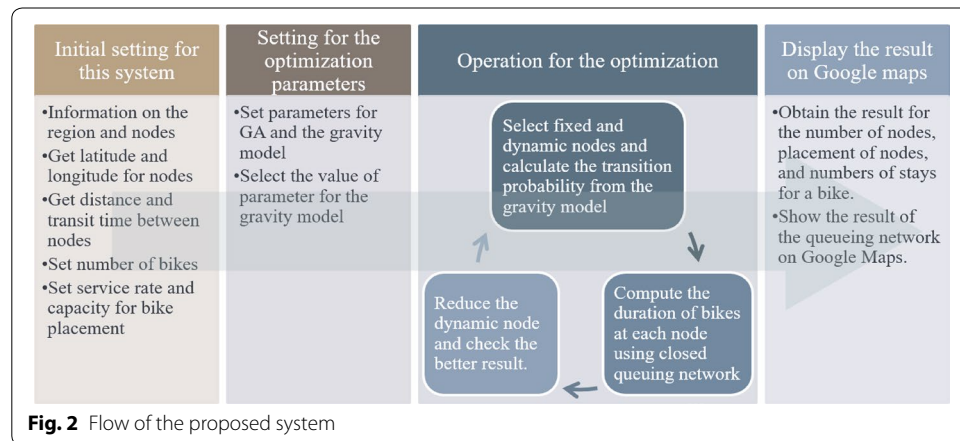 Initial setting for
this system
•Information on the
region and nodes
•Get latitude and
longitude for nodes
•Get distance and
transit time between
nodes
•Set number of bikes
•Set service rate and
capacity for bike
placement
Setting for the
optimization
parameters
•Set parameters for
GA and the gravity
model
•Select the value of
parameter for the
gravity model
Operation for the optimization
Select fixed and
dynamic nodes and
calculate the transition
probability from the
gravity model
Compute the
duration of bikes
at each node
using closed
queuing network
Reduce the
dynamic node
and check the
better result.
Display the result
on Google maps
•Obtain the result for
the number of nodes,
placement of nodes,
and numbers of stays
for a bike.
•Show the result of
the queueing network
on Google Maps.
Fig. 2 Flow of the proposed system